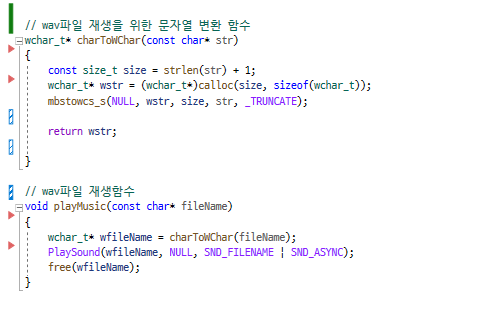 // wav파일 재생을 위한 문자열 변환 함수
wchar_t* charToWChar(const char* str)
{
const size_t size = strlen(str) + 1;
wchar_t* wstr = (wchar_t*)calloc(size, sizeof(wchar_t));
mbstowcs_s(NULL, wstr, size, str, _TRUNCATE);
return wstr;
}
// wav파일 재생함수
void playMusic(const char* fileName)
{
wchar_t* wfileName = charToWChar(fileName);
PlaySound(wfileName, NULL, SND_FILENAME | SND_ASYNC);
free(wfileName);
}